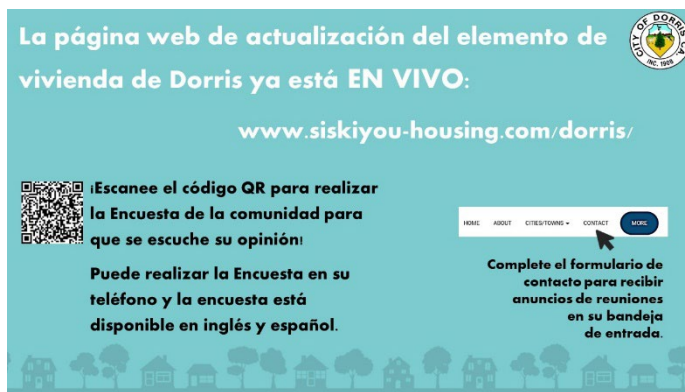 La página web de actualización del elemento de
vivienda de Dorris ya está EN VIVO:
CITY OF DORRIS CA.
INC. 1908
www.siskiyou-housing.com/dorris/
¡Escanee el código QR para realizar
la Encuesta de la comunidad para
que se escuche su opinión!
Puede realizar la Encuesta en su
teléfono y la encuesta está
disponible en inglés y español.
HOME ABOUT CITIES/TOWNS CONTACT MORE
Complete el formulario de
contacto para recibir
anuncios de reuniones
en su bandeja
de entrada.